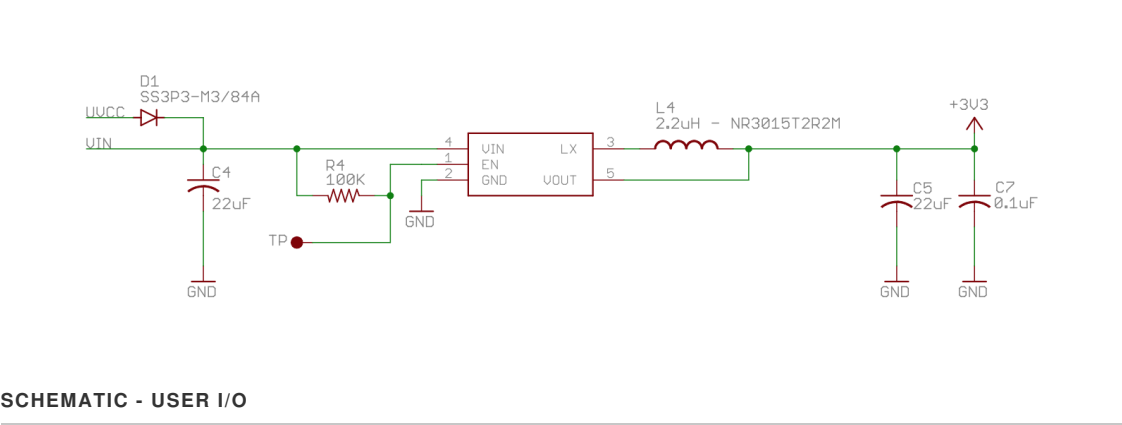 D1
SS3P3-M3/84A
UVCC
VIN
C4
22uF
GND
R4
100K
TP
GND
4
1
2
VIN
EN
GND
LX
VOUT
3
5
L4
2.2uH - NR3015T2R2M
+3V3
C5
22uF
GND
C7
0.1uF
GND
SCHEMATIC - USER I/O